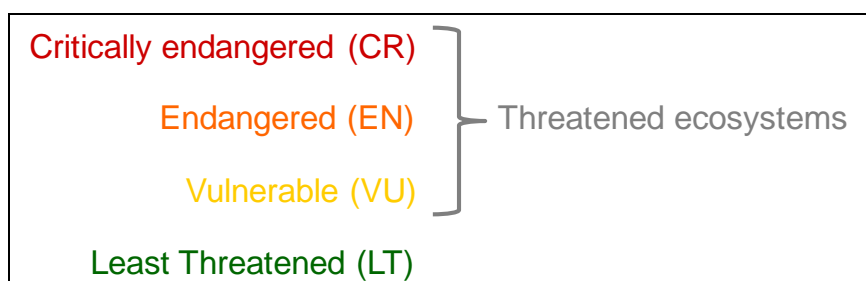 Critically endangered (CR)
Endangered (EN)
Threatened ecosystems
Vulnerable (VU)
Least Threatened (LT)